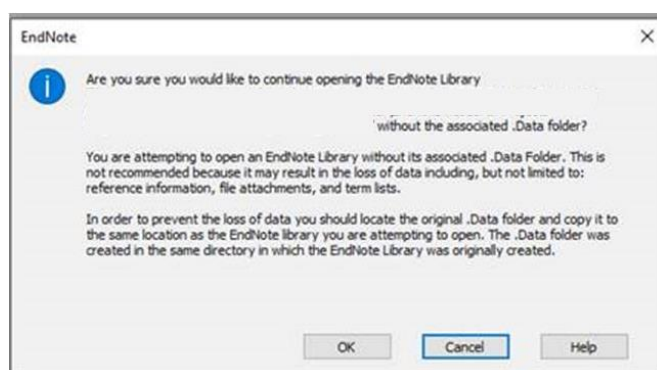 EndNote
Are you sure you would like to continue opening the EndNote Library
without the associated .Data folder?
You are attempting to open an EndNote Library without its associated .Data Folder. This is
not recommended because it may result in the loss of data including, but not limited to:
reference information, file attachments, and term lists.
In order to prevent the loss of data you should locate the original .Data folder and copy it to
the same location as the EndNote library you are attempting to open. The .Data folder was
created in the same directory in which the EndNote Library was originally created.
OK Cancel Help